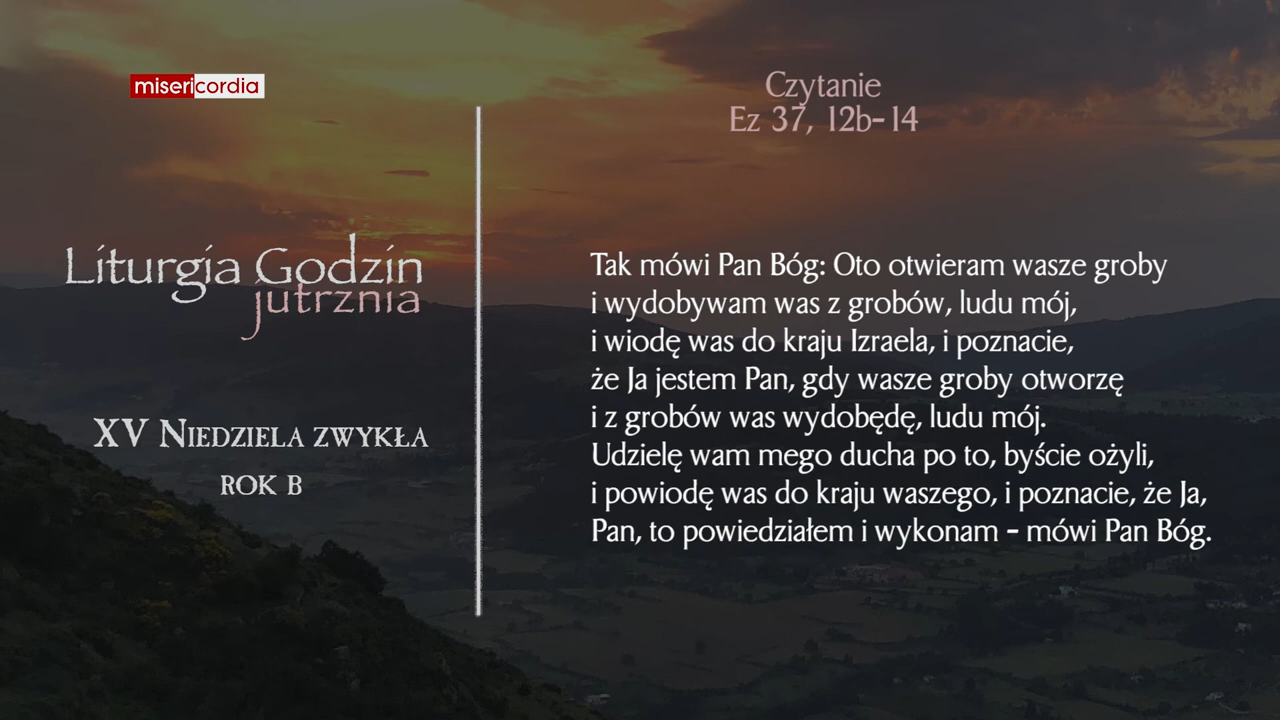 misericordia
Liturgia Godzin
jutrznia
XV Niedziela zwykła
rok B
Czytanie
Ez 37, 12b-14
Tak mówi Pan Bóg: Oto otwieram wasze groby
i wydobywam was z grobów, ludu mój,
i wiodę was do kraju Izraela, i poznacie,
że Ja jestem Pan, gdy wasze groby otworzę
i z grobów was wydobędę, ludu mój.
Udzielę wam mego ducha po to, byście ożyli,
i powiodę was do kraju waszego, i poznacie, że Ja,
Pan, to powiedziałem i wykonam - mówi Pan Bóg.